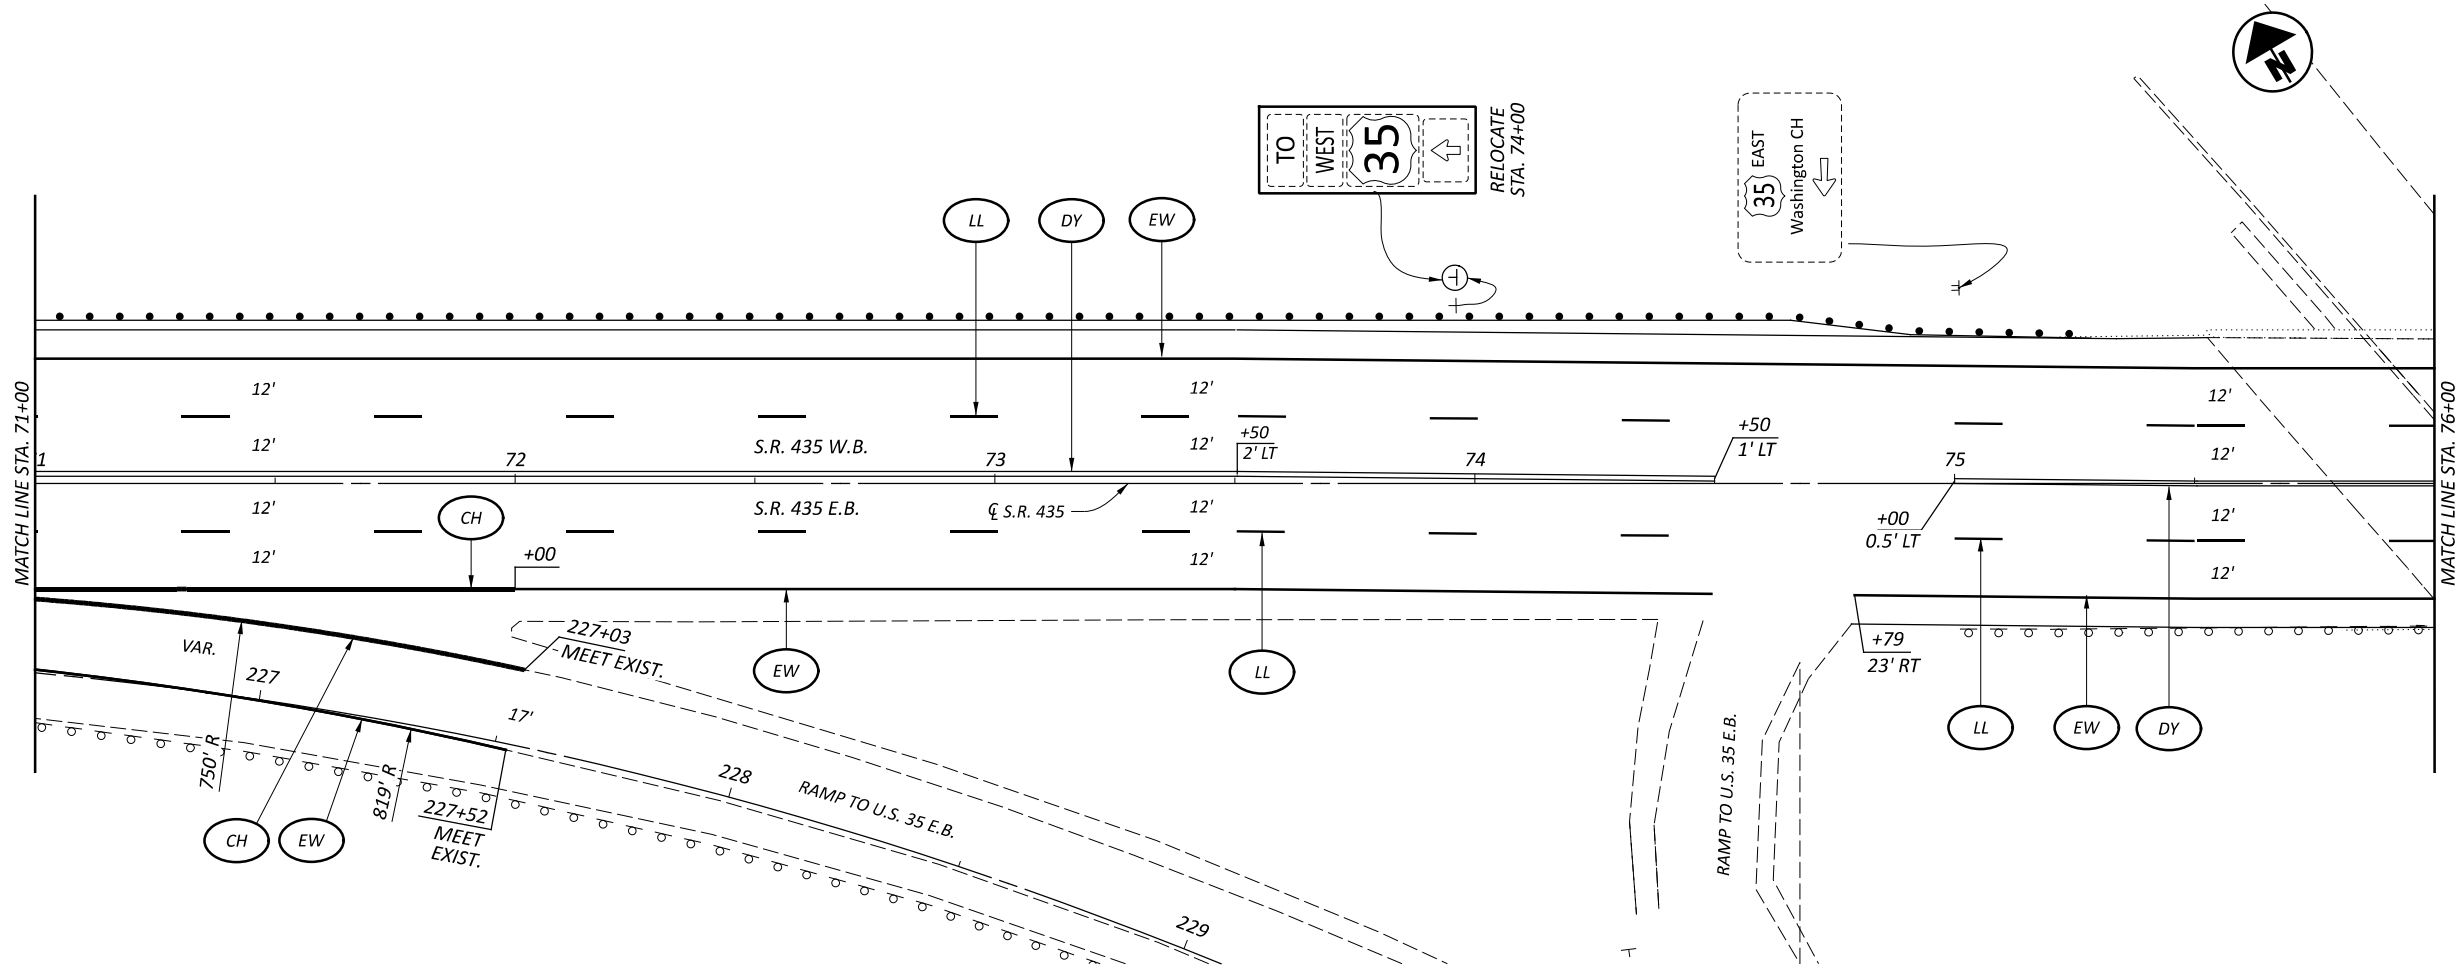 N
TO
WEST
35
RELOCATE
STA. 74+00
35 EAST
Washington CH
LL
DY
EW
MATCH LINE STA. 71+00
MATCH LINE STA. 76+00
12'
12'
12'
12'
12'
12'
S.R. 435 W.B.
+50
2' LT
+50
1' LT
1
72
73
74
75
S.R. 435 E.B.
℄ S.R. 435
12'
12'
12'
12'
12'
12'
CH
+00
+00
0.5' LT
227+03
MEET EXIST.
EW
LL
+79
23' RT
VAR.
227
17'
LL
EW
DY
750' R
819' R
228
RAMP TO U.S. 35 E.B.
RAMP TO U.S. 35 E.B.
227+52
MEET
EXIST.
CH
EW
229